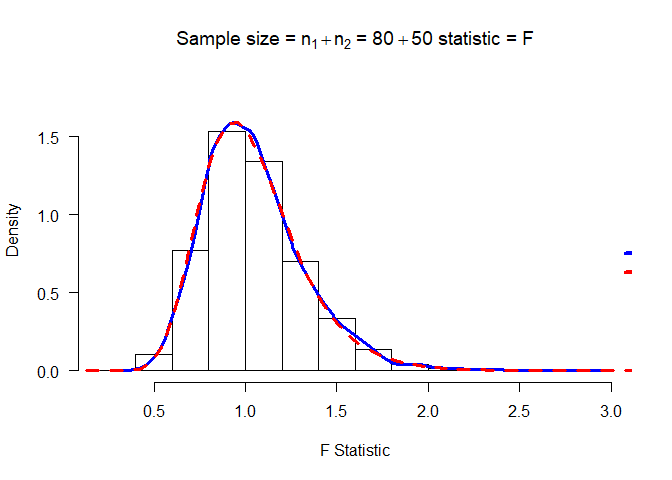 Sample size = n₁+n₂ = 80+50 statistic = F
1.5
1.0
0.5
0.0
Density
0.5 1.0 1.5 2.0 2.5 3.0
F Statistic